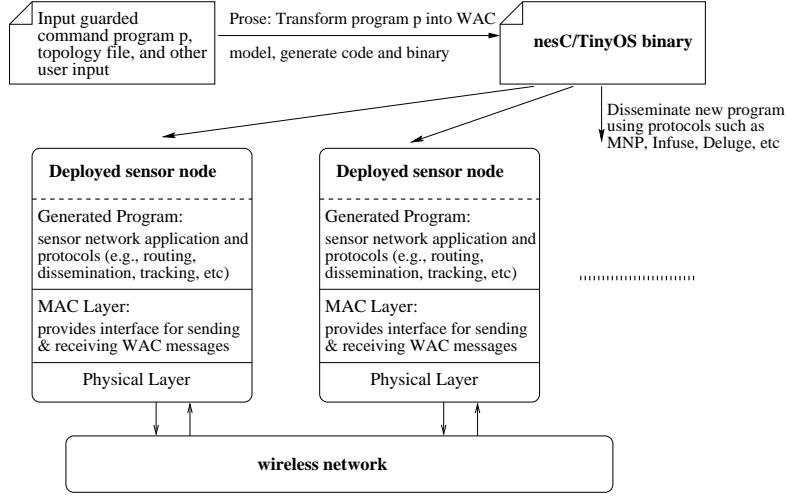 Input guarded
command program p,
topology file, and other
user input
Prose: Transform program p into WAC
model, generate code and binary
nesC/TinyOS binary
Disseminate new program
using protocols such as
MNP, Infuse, Deluge, etc
Deployed sensor node
Generated Program:
sensor network application and
protocols (e.g., routing,
dissemination, tracking, etc)
MAC Layer:
provides interface for sending
& receiving WAC messages
Physical Layer
Deployed sensor node
Generated Program:
sensor network application and
protocols (e.g., routing,
dissemination, tracking, etc)
MAC Layer:
provides interface for sending
& receiving WAC messages
Physical Layer
wireless network